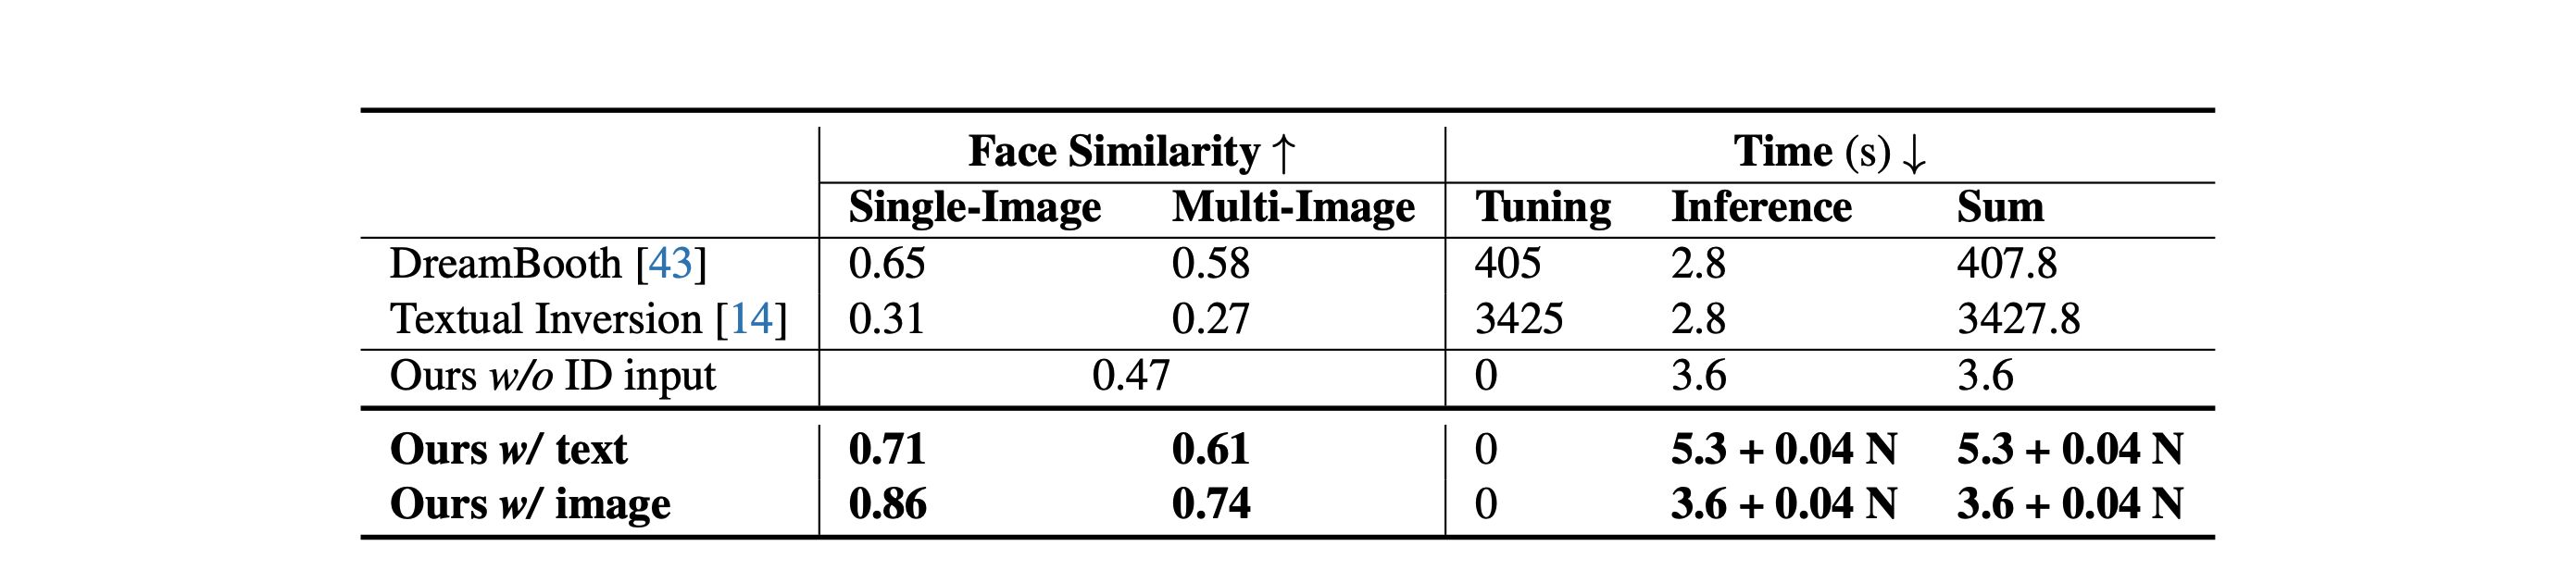 Face Similarity ↑ Time (s) ↓
Single-Image Multi-Image Tuning Inference Sum
DreamBooth [43] 0.65 0.58 405 2.8 407.8
Textual Inversion [14] 0.31 0.27 3425 2.8 3427.8
Ours w/o ID input 0.47 0 3.6 3.6
Ours w/ text 0.71 0.61 0 5.3 + 0.04 N 5.3 + 0.04 N
Ours w/ image 0.86 0.74 0 3.6 + 0.04 N 3.6 + 0.04 N